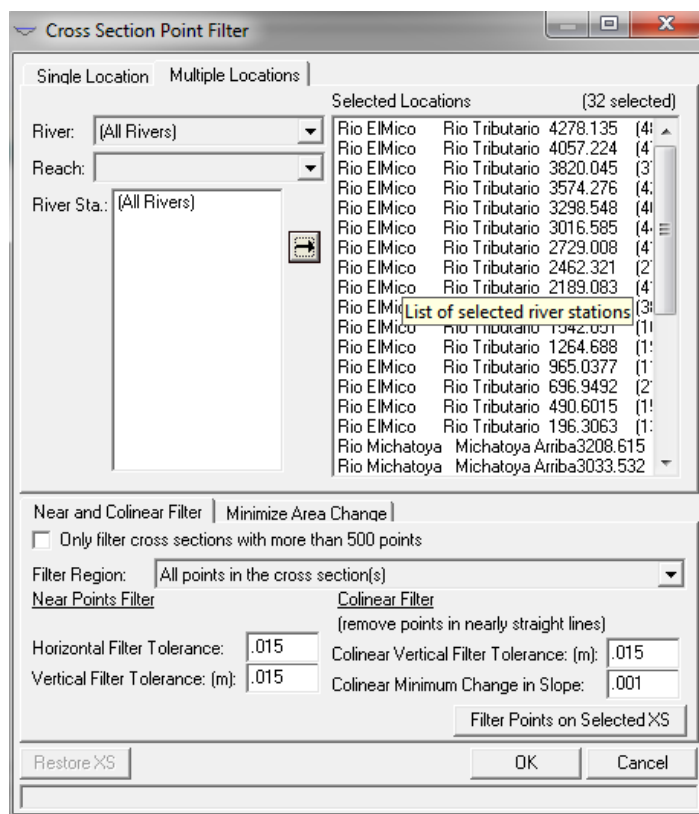 Cross Section Point Filter
Single Location
Multiple Locations
Selected Locations (32 selected)
River: (All Rivers)
Reach:
River Sta.: (All Rivers)
Rio ElMico Rio Tributario 4278.135
Rio ElMico Rio Tributario 4057.224
Rio ElMico Rio Tributario 3820.045
Rio ElMico Rio Tributario 3574.276
Rio ElMico Rio Tributario 3298.548
Rio ElMico Rio Tributario 3016.585
Rio ElMico Rio Tributario 2729.008
Rio ElMico Rio Tributario 2462.321
Rio ElMico Rio Tributario 2189.083
List of selected river stations
Rio ElMico Rio Tributario
Rio ElMico Rio Tributario 1264.688
Rio ElMico Rio Tributario 965.0377
Rio ElMico Rio Tributario 696.9492
Rio ElMico Rio Tributario 490.6015
Rio ElMico Rio Tributario 196.3063
Rio Michatoya Michatoya Arriba3208.615
Rio Michatoya Michatoya Arriba3033.532
Near and Colinear Filter
Minimize Area Change
Only filter cross sections with more than 500 points
Filter Region: All points in the cross section(s)
Near Points Filter
Horizontal Filter Tolerance: .015
Vertical Filter Tolerance: (m): .015
Colinear Filter
(remove points in nearly straight lines)
Colinear Vertical Filter Tolerance: (m): .015
Colinear Minimum Change in Slope: .001
Filter Points on Selected XS
Restore XS
OK
Cancel